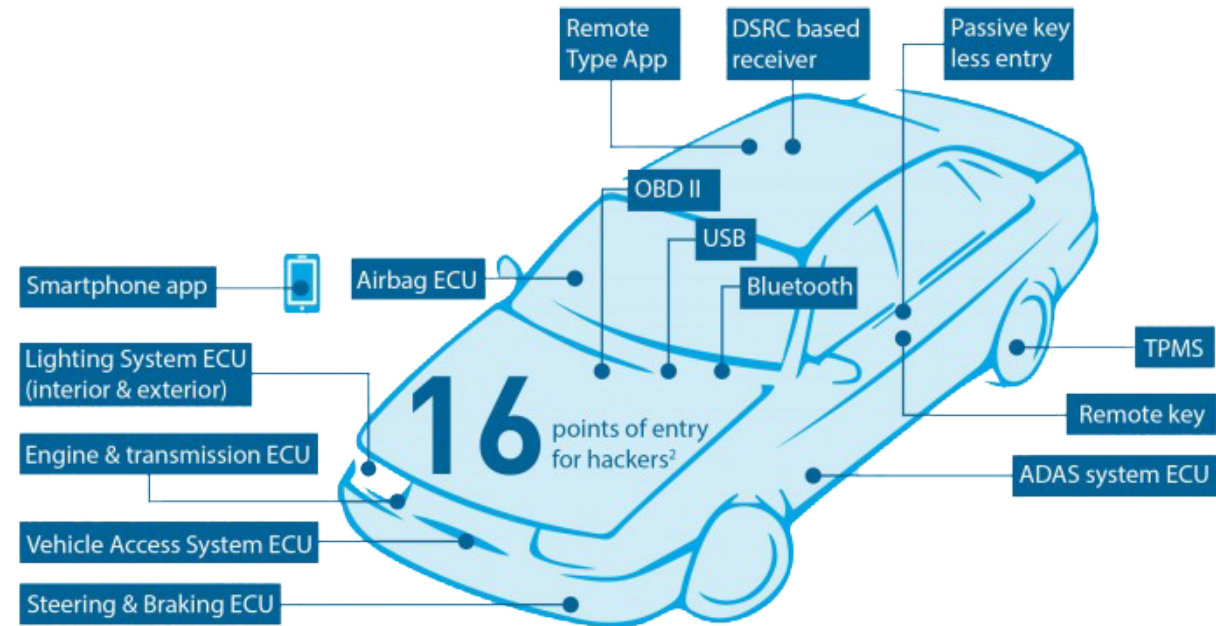 Remote
Type App
DSRC based
receiver
Passive key
less entry
OBD II
USB
Bluetooth
Airbag ECU
Smartphone app
Lighting System ECU
(interior & exterior)
Engine & transmission ECU
Vehicle Access System ECU
Steering & Braking ECU
16
points of entry
for hackers²
TPMS
Remote key
ADAS system ECU